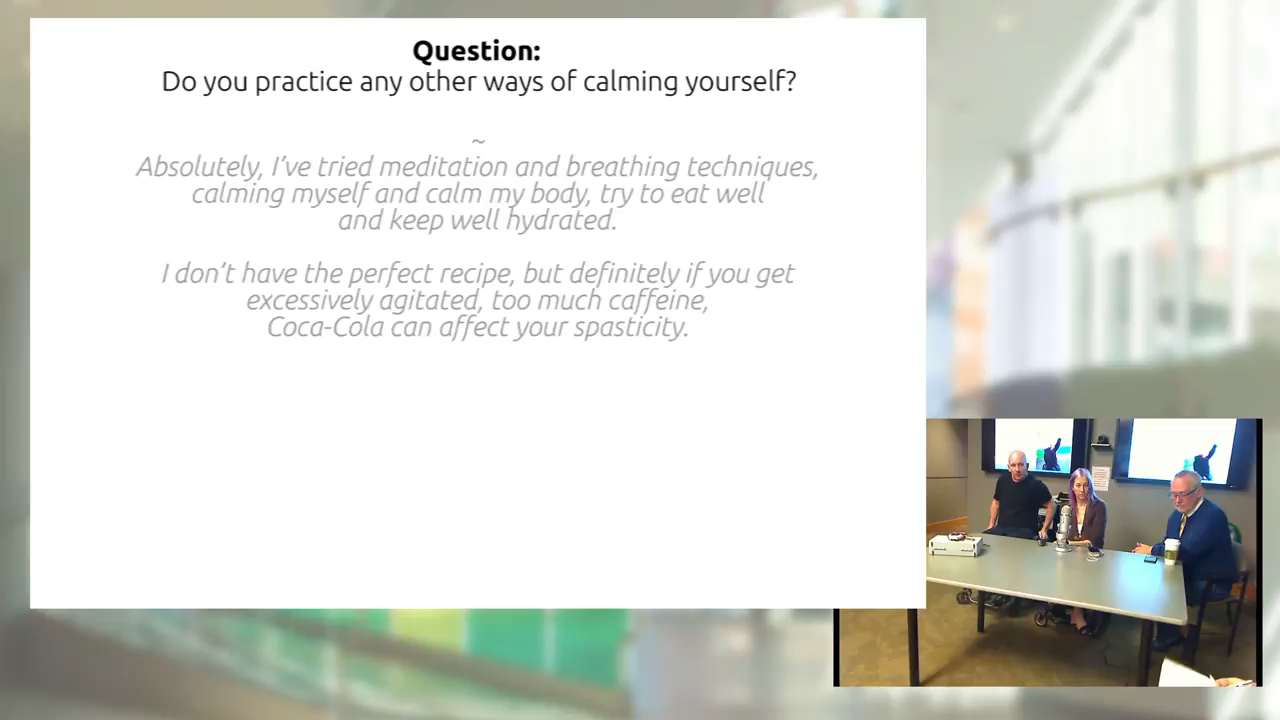 Question:
Do you practice any other ways of calming yourself?
~
Absolutely, I've tried meditation and breathing techniques,
calming myself and calm my body, try to eat well
and keep well hydrated.
I don't have the perfect recipe, but definitely if you get
excessively agitated, too much caffeine,
Coca-Cola can affect your spasticity.